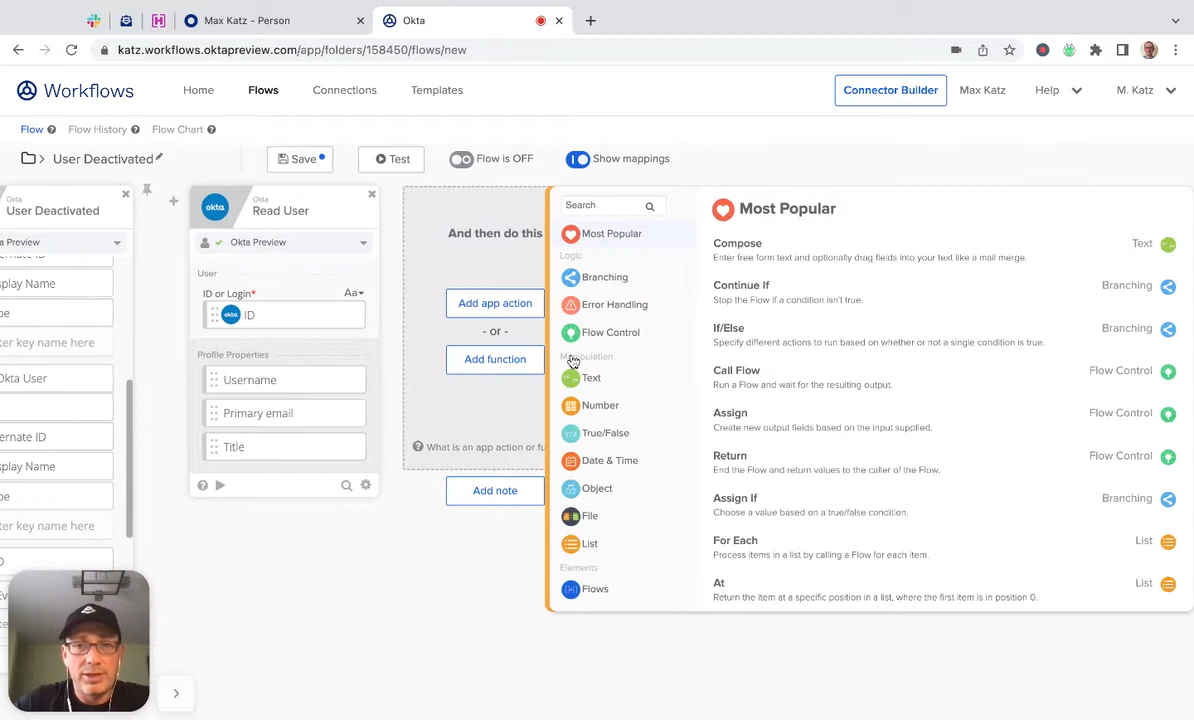 Max Katz - Person
Okta
katz.workflows.oktapreview.com/app/folders/158450/flows/new
Workflows
Home
Flows
Connections
Templates
Connector Builder
Max Katz
Help
M. Katz
Flow
Flow History
Flow Chart
User Deactivated
Save
Test
Flow is OFF
Show mappings
Okta
User Deactivated
a Preview
splay Name
pe
ter key name here
Okta User
ernate ID
splay Name
pe
ter key name here
Okta
Read User
okta
Okta Preview
User
ID or Login*
Aa
okta
ID
Profile Properties
Username
Primary email
Title
And then do this
Add app action
- or -
Add function
What is an app action or fu
Add note
Search
Most Popular
Logic
Branching
Error Handling
Flow Control
Manipulation
Text
Number
True/False
Date & Time
Object
File
List
Elements
Flows
Most Popular
Compose
Text
Enter free form text and optionally drag fields into your text like a mail merge.
Continue If
Branching
Stop the Flow if a condition isn't true.
If/Else
Branching
Specify different actions to run based on whether or not a single condition is true.
Call Flow
Flow Control
Run a Flow and wait for the resulting output.
Assign
Flow Control
Create new output fields based on the input supplied.
Return
Flow Control
End the Flow and return values to the caller of the Flow.
Assign If
Branching
Choose a value based on a true/false condition.
For Each
List
Process items in a list by calling a Flow for each item.
At
List
Return the item at a specific position in a list, where the first item is in position 0.